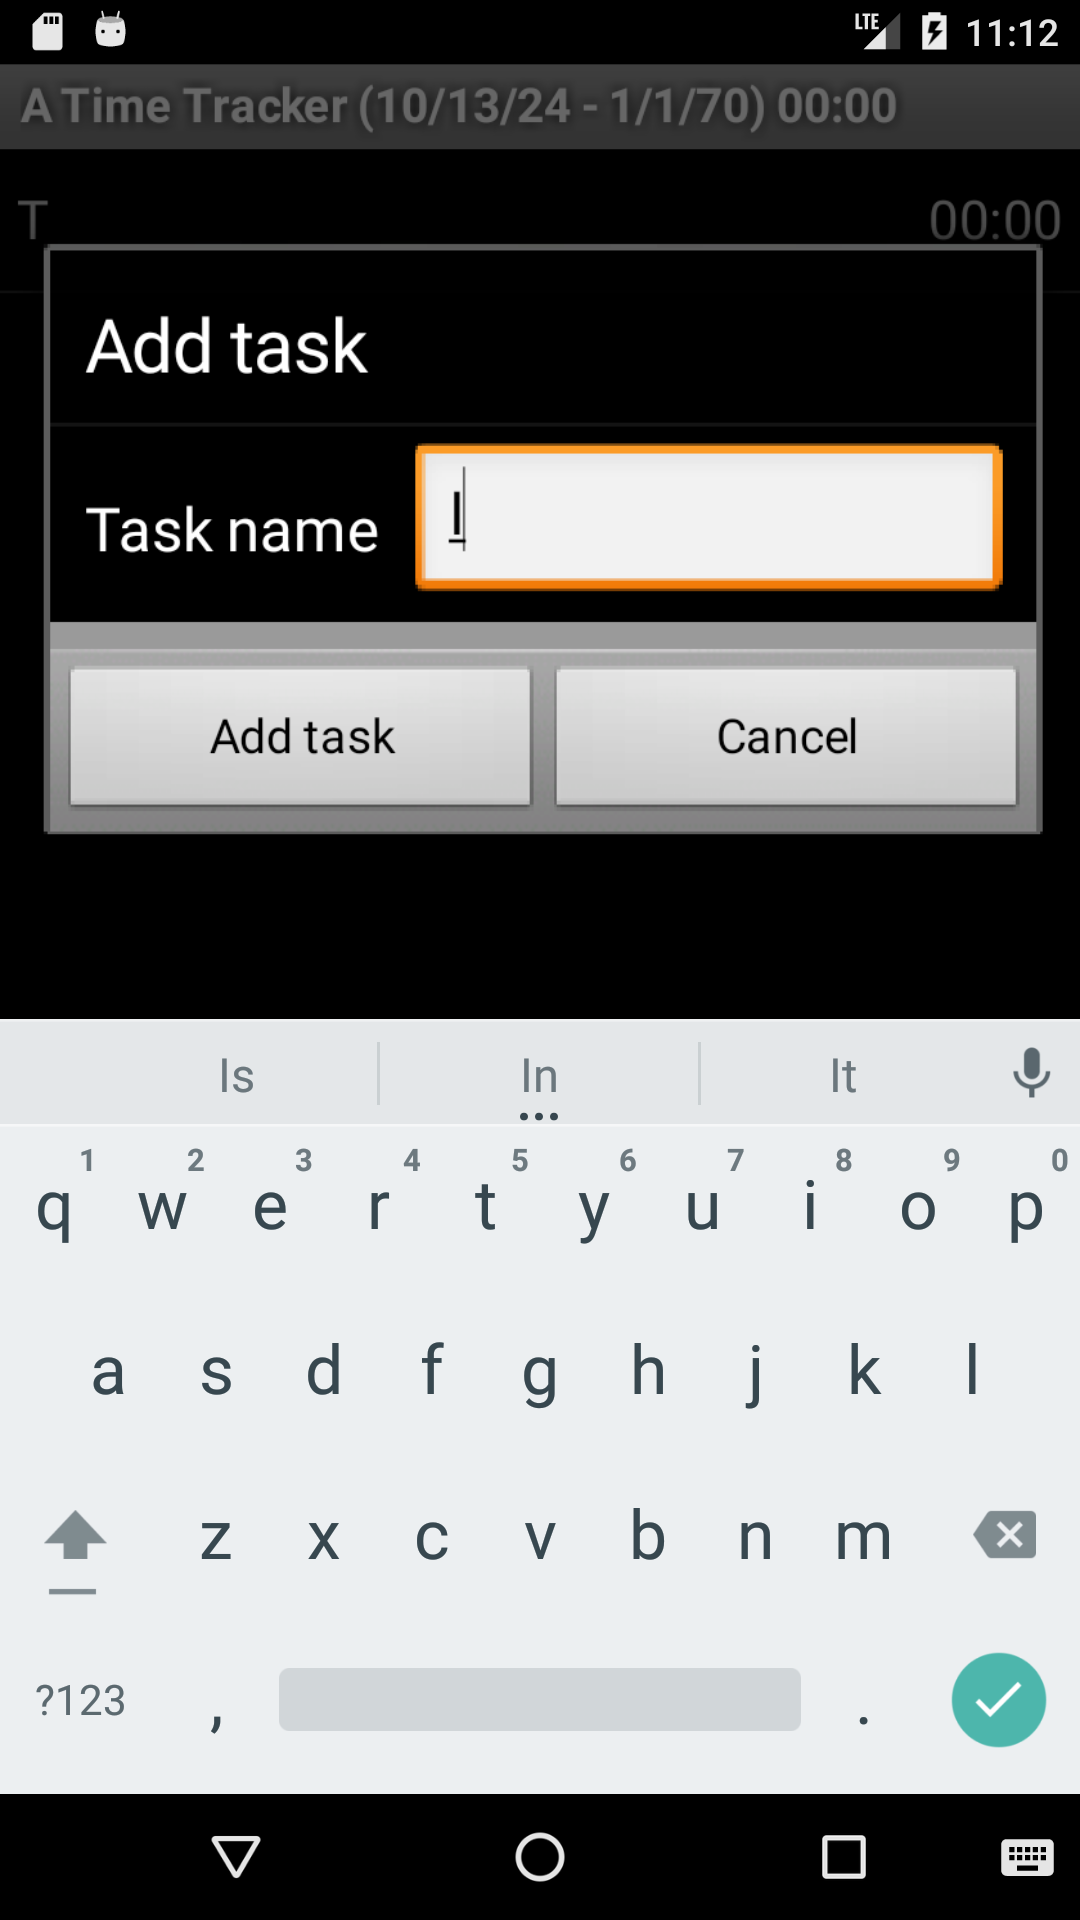 LTE 11:12
A Time Tracker (10/13/24 - 1/1/70) 00:00
T 00:00
Add task
Task name I
Add task Cancel
Is In It
1 2 3 4 5 6 7 8 9 0
q w e r t y u i o p
a s d f g h j k l
z x c v b n m
?123 , .